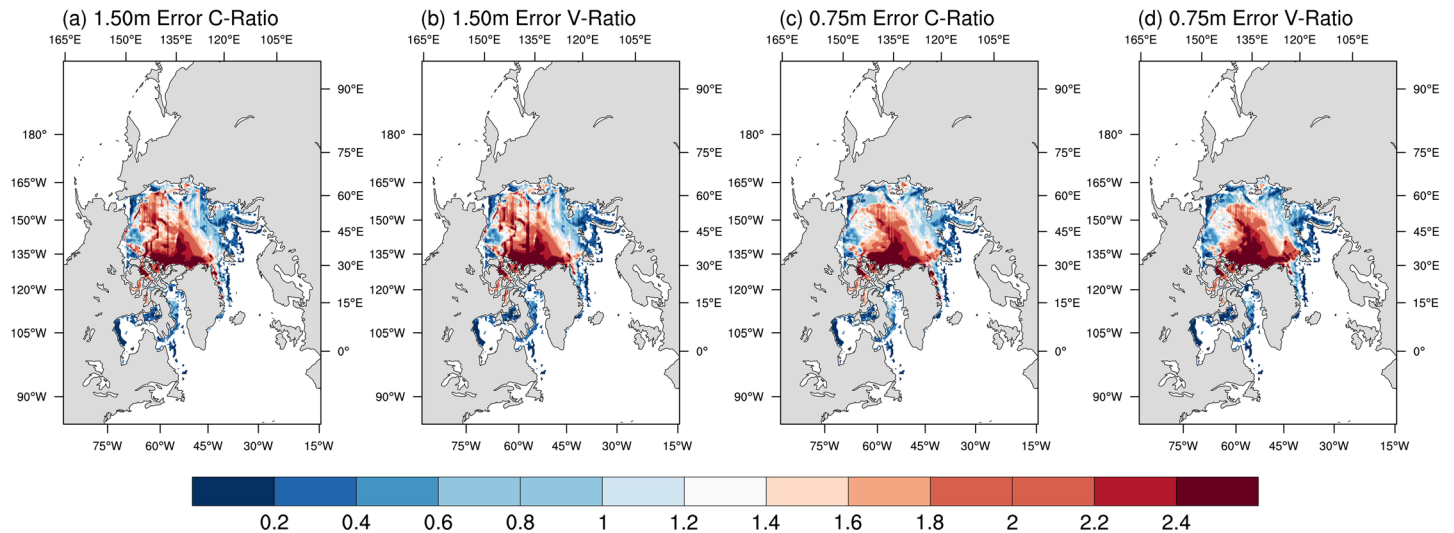 (a) 1.50m Error C-Ratio
(b) 1.50m Error V-Ratio
(c) 0.75m Error C-Ratio
(d) 0.75m Error V-Ratio
165°E 150°E 135°E 120°E 105°E
165°E 150°E 135°E 120°E 105°E
165°E 150°E 135°E 120°E 105°E
165°E 150°E 135°E 120°E 105°E
180°
165°W
150°W
135°W
120°W
105°W
90°W
90°E
75°E
60°E
45°E
30°E
15°E
0°
180°
165°W
150°W
135°W
120°W
105°W
90°W
90°E
75°E
60°E
45°E
30°E
15°E
0°
180°
165°W
150°W
135°W
120°W
105°W
90°W
90°E
75°E
60°E
45°E
30°E
15°E
0°
180°
165°W
150°W
135°W
120°W
105°W
90°W
90°E
75°E
60°E
45°E
30°E
15°E
0°
75°W 60°W 45°W 30°W 15°W
75°W 60°W 45°W 30°W 15°W
75°W 60°W 45°W 30°W 15°W
75°W 60°W 45°W 30°W 15°W
0.2 0.4 0.6 0.8 1 1.2 1.4 1.6 1.8 2 2.2 2.4